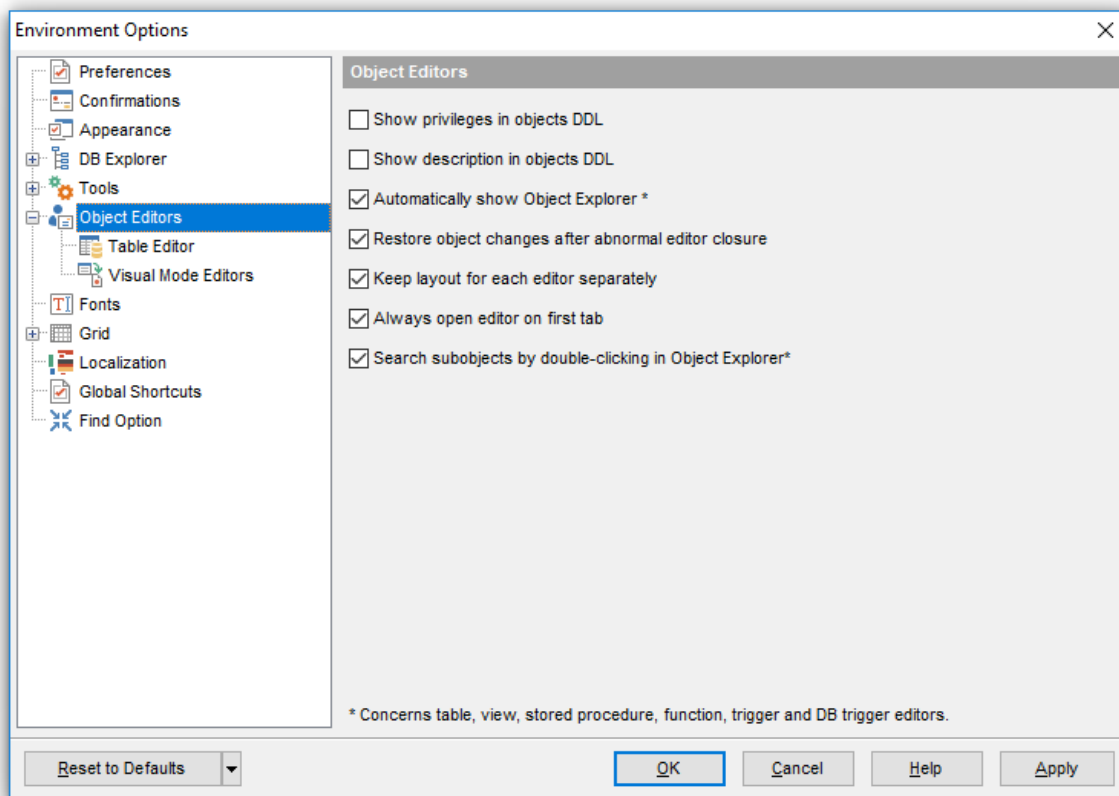 Environment Options
Preferences
Confirmations
Appearance
DB Explorer
Tools
Object Editors
Table Editor
Visual Mode Editors
Fonts
Grid
Localization
Global Shortcuts
Find Option
Object Editors
Show privileges in objects DDL
Show description in objects DDL
Automatically show Object Explorer *
Restore object changes after abnormal editor closure
Keep layout for each editor separately
Always open editor on first tab
Search subobjects by double-clicking in Object Explorer*
* Concerns table, view, stored procedure, function, trigger and DB trigger editors.
Reset to Defaults
OK
Cancel
Help
Apply